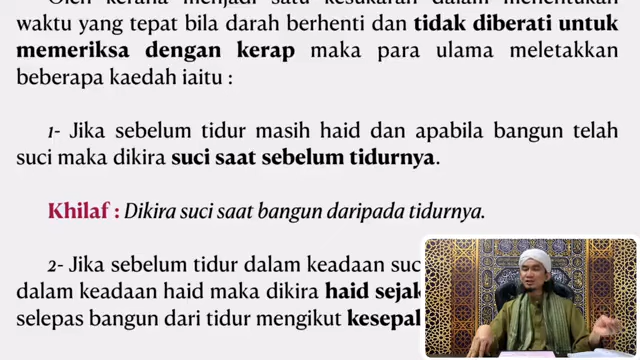 waktu yang tepat bila darah berhenti dan tidak diberati untuk
memeriksa dengan kerap maka para ulama meletakkan
beberapa kaedah iaitu :
1- Jika sebelum tidur masih haid dan apabila bangun telah
suci maka dikira suci saat sebelum tidurnya.
Khilaf : Dikira suci saat bangun daripada tidurnya.
2- Jika sebelum tidur dalam keadaan suc
dalam keadaan haid maka dikira haid sejak
selepas bangun dari tidur mengikut kesepak